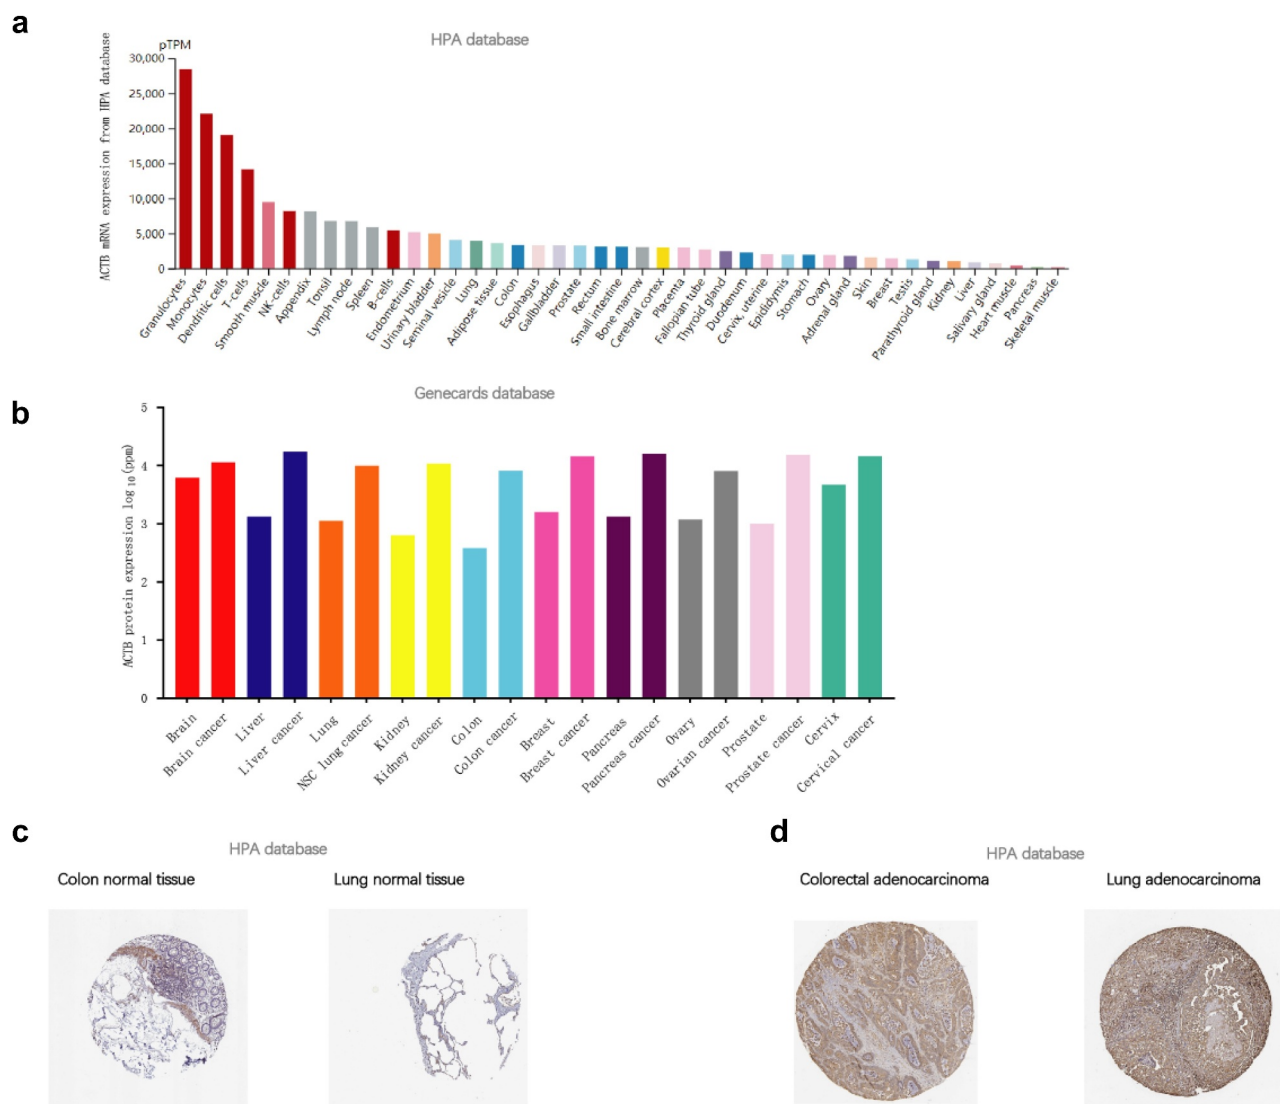 a
HPA database
pTPM
ACTB mRNA expression from HPA database
30,000
25,000
20,000
15,000
10,000
5,000
0
Granulocytes
Monocytes
Dendritic cells
T-cells
Smooth muscle
NK-cells
Appendix
Tonsil
Lymph node
Spleen
B-cells
Endometrium
Urinary bladder
Seminal vesicle
Lung
Adipose tissue
Colon
Esophagus
Gallbladder
Prostate
Rectum
Small intestine
Bone marrow
Cerebral cortex
Placenta
Fallopian tube
Thyroid gland
Duodenum
Cervix, uterine
Epididymis
Stomach
Ovary
Adrenal gland
Skin
Breast
Testis
Parathyroid gland
Kidney
Liver
Salivary gland
Heart muscle
Pancreas
Skeletal muscle
b
Genecards database
ACTB protein expression log10(ppm)
5
4
3
2
1
0
Brain
Brain cancer
Liver
Liver cancer
Lung
NSC lung cancer
Kidney
Kidney cancer
Colon
Colon cancer
Breast
Breast cancer
Pancreas
Pancreas cancer
Ovary
Ovarian cancer
Prostate
Prostate cancer
Cervix
Cervical cancer
c
HPA database
Colon normal tissue
Lung normal tissue
d
HPA database
Colorectal adenocarcinoma
Lung adenocarcinoma